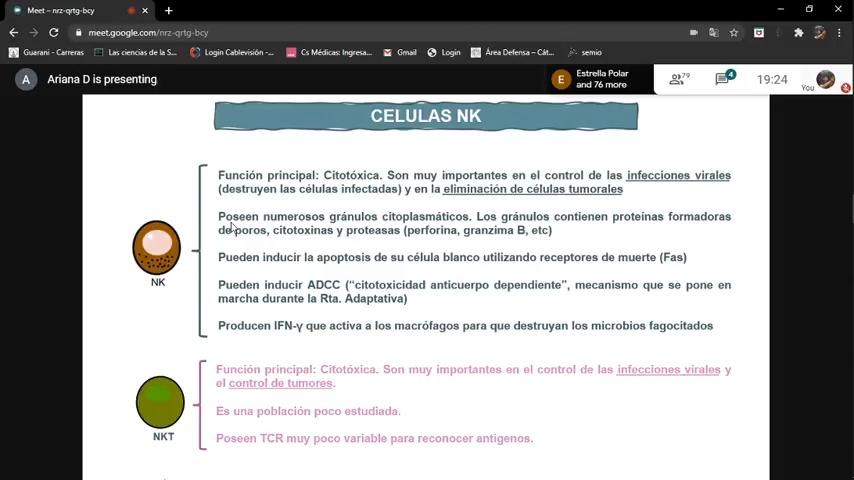 Meet – nrz-qrtg-bcy
meet.google.com/nrz-qrtg-bcy
Guarani - Carreras
Las ciencias de la S...
Login Cablevisión,...
Cs Médicas: Ingresa...
Gmail
Login
Área Defensa – Cát...
semio
A
Ariana D is presenting
E
Estrella Polar
and 76 more
79
4
19:24
You
CELULAS NK
Función principal: Citotóxica. Son muy importantes en el control de las infecciones virales
(destruyen las células infectadas) y en la eliminación de células tumorales
Poseen numerosos gránulos citoplasmáticos. Los gránulos contienen proteínas formadoras
de poros, citotoxinas y proteasas (perforina, granzima B, etc)
Pueden inducir la apoptosis de su célula blanco utilizando receptores de muerte (Fas)
Pueden inducir ADCC (“citotoxicidad anticuerpo dependiente”, mecanismo que se pone en
marcha durante la Rta. Adaptativa)
Producen IFN-γ que activa a los macrófagos para que destruyan los microbios fagocitados
NK
Función principal: Citotóxica. Son muy importantes en el control de las infecciones virales y
el control de tumores.
Es una población poco estudiada.
Poseen TCR muy poco variable para reconocer antigenos.
NKT